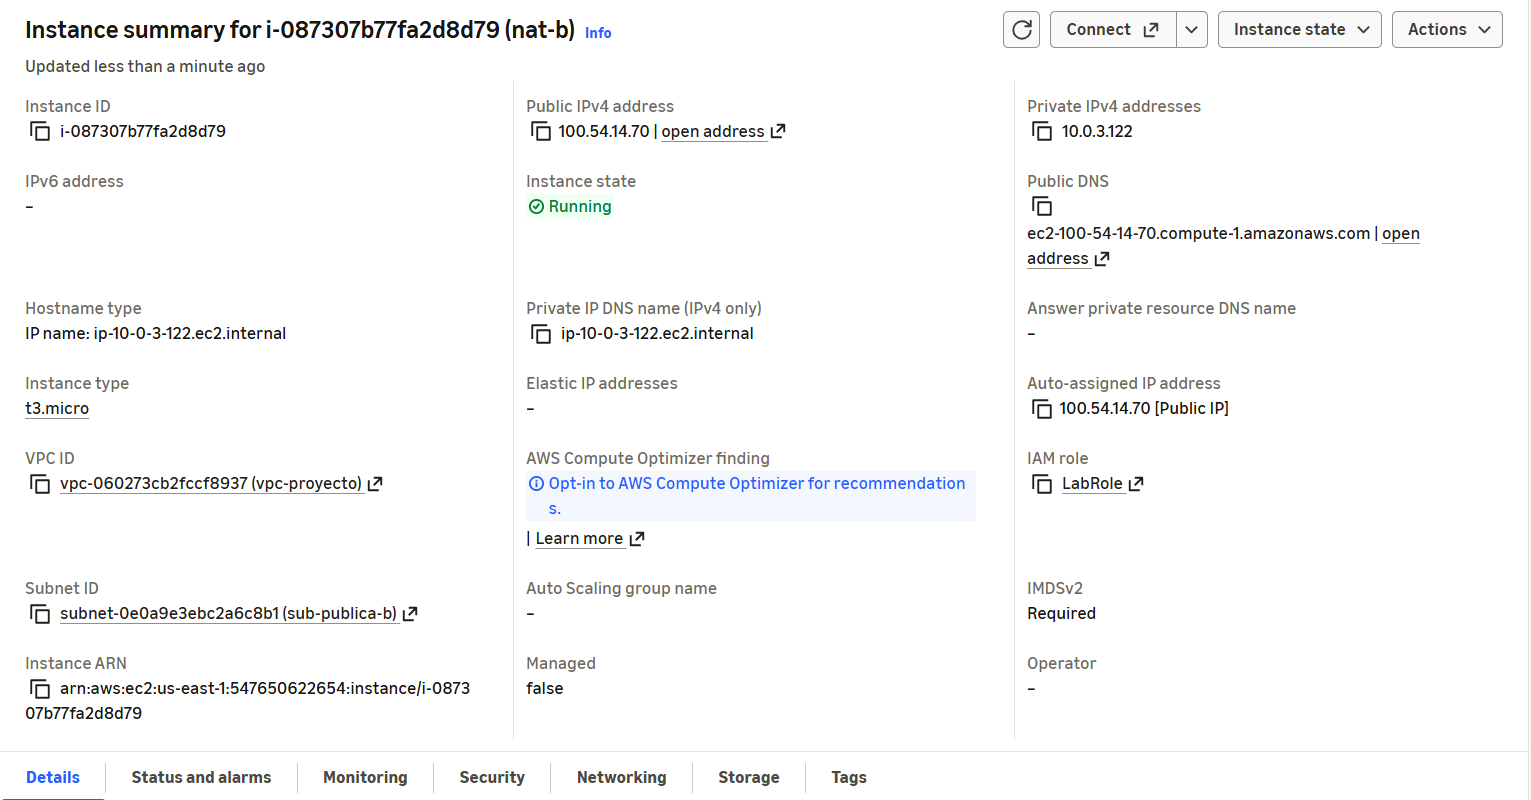 Instance summary for i-087307b77fa2d8d79 (nat-b) Info
Connect
Instance state
Actions
Updated less than a minute ago
Instance ID
i-087307b77fa2d8d79
Public IPv4 address
100.54.14.70 | open address
Private IPv4 addresses
10.0.3.122
IPv6 address
–
Instance state
Running
Public DNS
ec2-100-54-14-70.compute-1.amazonaws.com | open
address
Hostname type
IP name: ip-10-0-3-122.ec2.internal
Private IP DNS name (IPv4 only)
ip-10-0-3-122.ec2.internal
Answer private resource DNS name
–
Instance type
t3.micro
Elastic IP addresses
–
Auto-assigned IP address
100.54.14.70 [Public IP]
VPC ID
vpc-060273cb2fccf8937 (vpc-proyecto)
AWS Compute Optimizer finding
Opt-in to AWS Compute Optimizer for recommendation
s.
| Learn more
IAM role
LabRole
Subnet ID
subnet-0e0a9e3ebc2a6c8b1 (sub-publica-b)
Auto Scaling group name
–
IMDSv2
Required
Instance ARN
arn:aws:ec2:us-east-1:547650622654:instance/i-0873
07b77fa2d8d79
Managed
false
Operator
–
Details
Status and alarms
Monitoring
Security
Networking
Storage
Tags